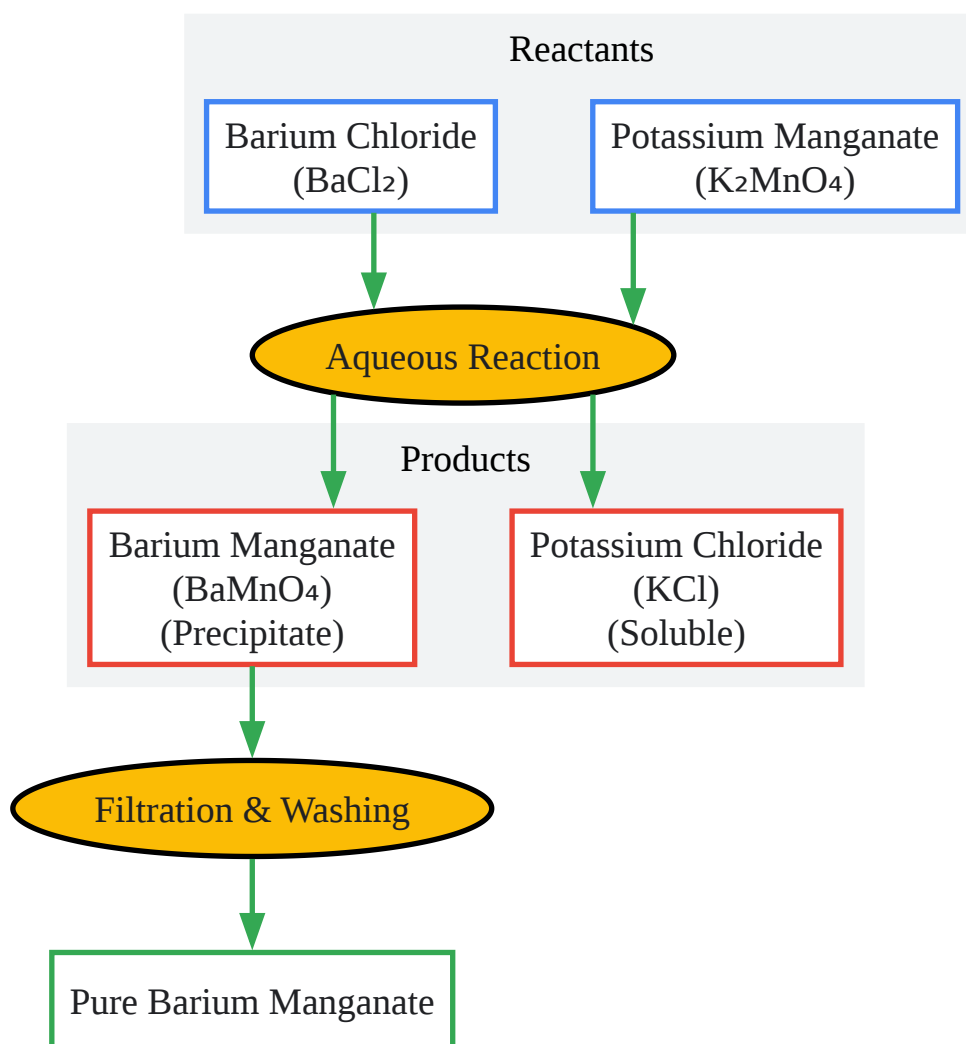 Reactants
Barium Chloride
(BaCl₂)
Potassium Manganate
(K₂MnO₄)
Aqueous Reaction
Products
Barium Manganate
(BaMnO₄)
(Precipitate)
Potassium Chloride
(KCl)
(Soluble)
Filtration & Washing
Pure Barium Manganate